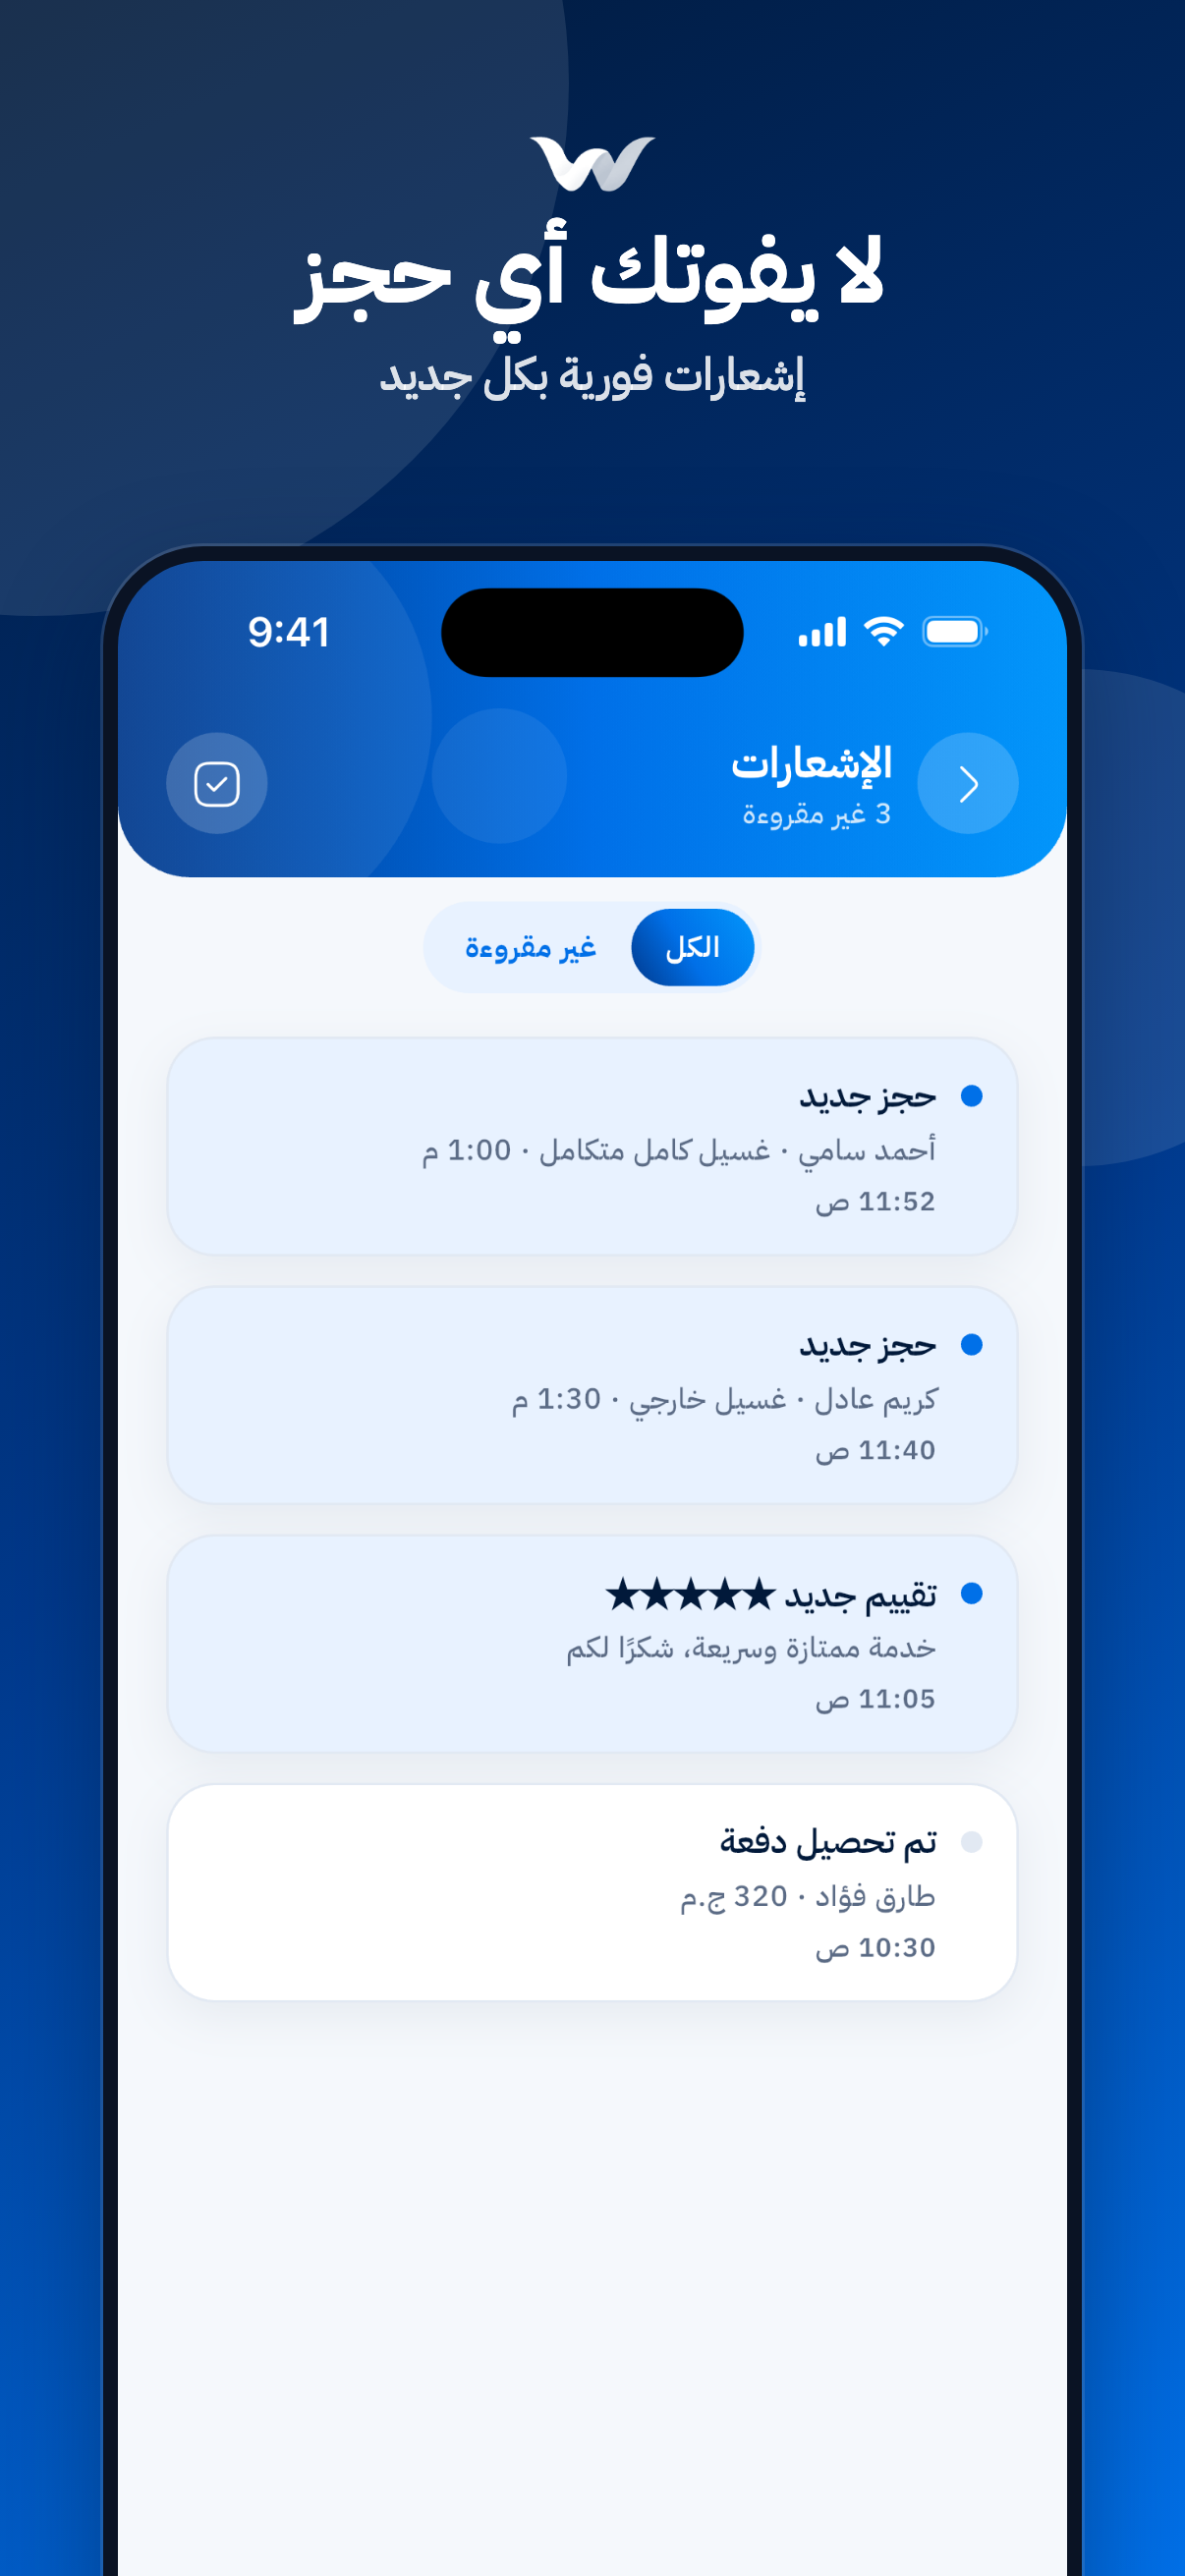 لا يفوتك أي حجز
إشعارات فورية بكل جديد
9:41
الإشعارات
3 غير مقروءة
الكل
غير مقروءة
حجز جديد
أحمد سامي · غسيل كامل متكامل · 1:00 م
11:52 ص
حجز جديد
كريم عادل · غسيل خارجي · 1:30 م
11:40 ص
تقييم جديد ★★★★★
خدمة ممتازة وسريعة، شكرًا لكم
11:05 ص
تم تحصيل دفعة
طارق فؤاد · 320 ج.م
10:30 ص